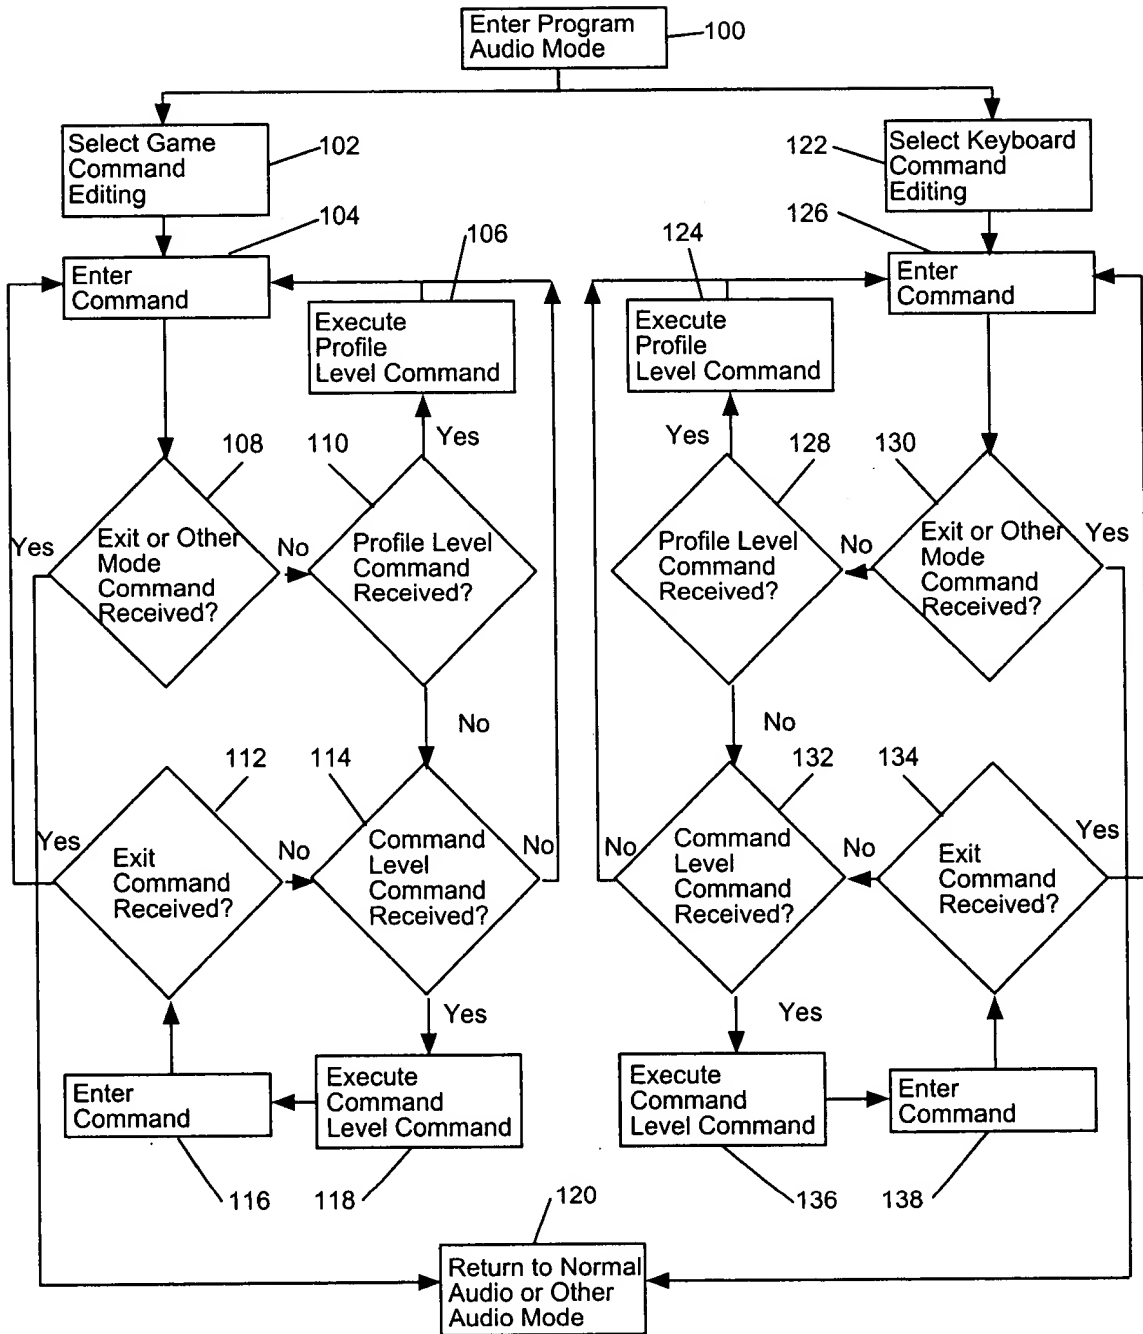 Enter Program
Audio Mode
100
Select Game
Command
Editing
102
122
Select Keyboard
Command
Editing
104
126
106
124
Enter
Command
Enter
Command
Execute
Profile
Level Command
Execute
Profile
Level Command
Yes
Yes
108
110
128
130
Yes
Exit or Other
Mode
Command
Received?
No
Profile Level
Command
Received?
Profile Level
Command
Received?
No
Exit or Other
Mode
Command
Received?
Yes
No
No
112
114
132
134
Yes
Exit
Command
Received?
No
Command
Level
Command
Received?
No
No
Command
Level
Command
Received?
No
Exit
Command
Received?
Yes
Yes
Yes
Enter
Command
Execute
Command
Level Command
Execute
Command
Level Command
Enter
Command
116
118
120
136
138
Return to Normal
Audio or Other
Audio Mode